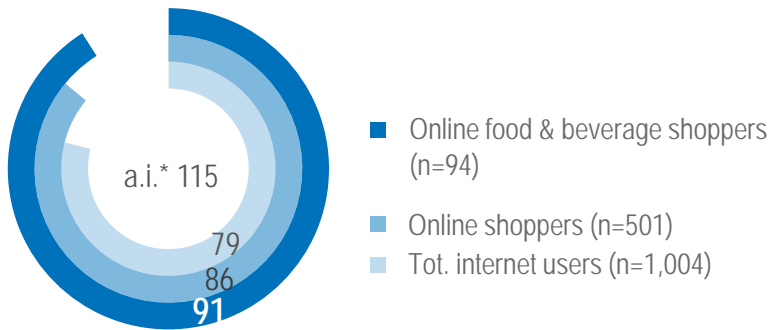 a.i.* 115
79
86
91
Online food & beverage shoppers
(n=94)
Online shoppers (n=501)
Tot. internet users (n=1,004)